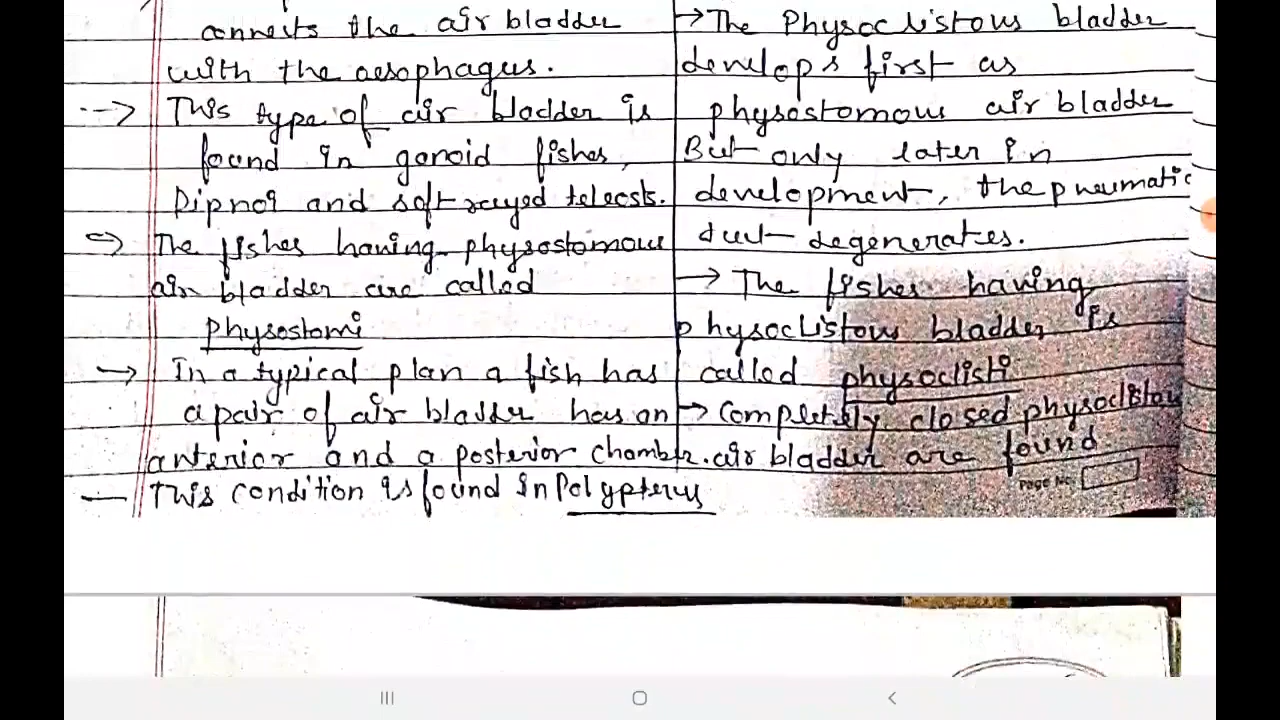 connects the air bladder
with the aesophagus.
→ This type of air bladder is
found in ganoid fishes,
Dipnoi and soft rayed teleosts.
⇒ The fishes having physostomous
air bladder are called
physostomi
→ In a typical plan a fish has
a pair of air bladder has an
anterior and a posterior chamber.
— This condition is found in Polypterus
→ The Physoclistous bladder
develops first as
physostomous air bladder
But only later in
development, the pneumatic
duct degenerates.
→ The fishes having
physoclistous bladder is
called physoclisti
→ Completely closed physoclistou
air bladder are found
Page No.